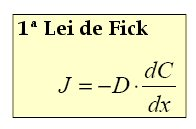 1ª Lei de Fick
J = −D · dC/dx